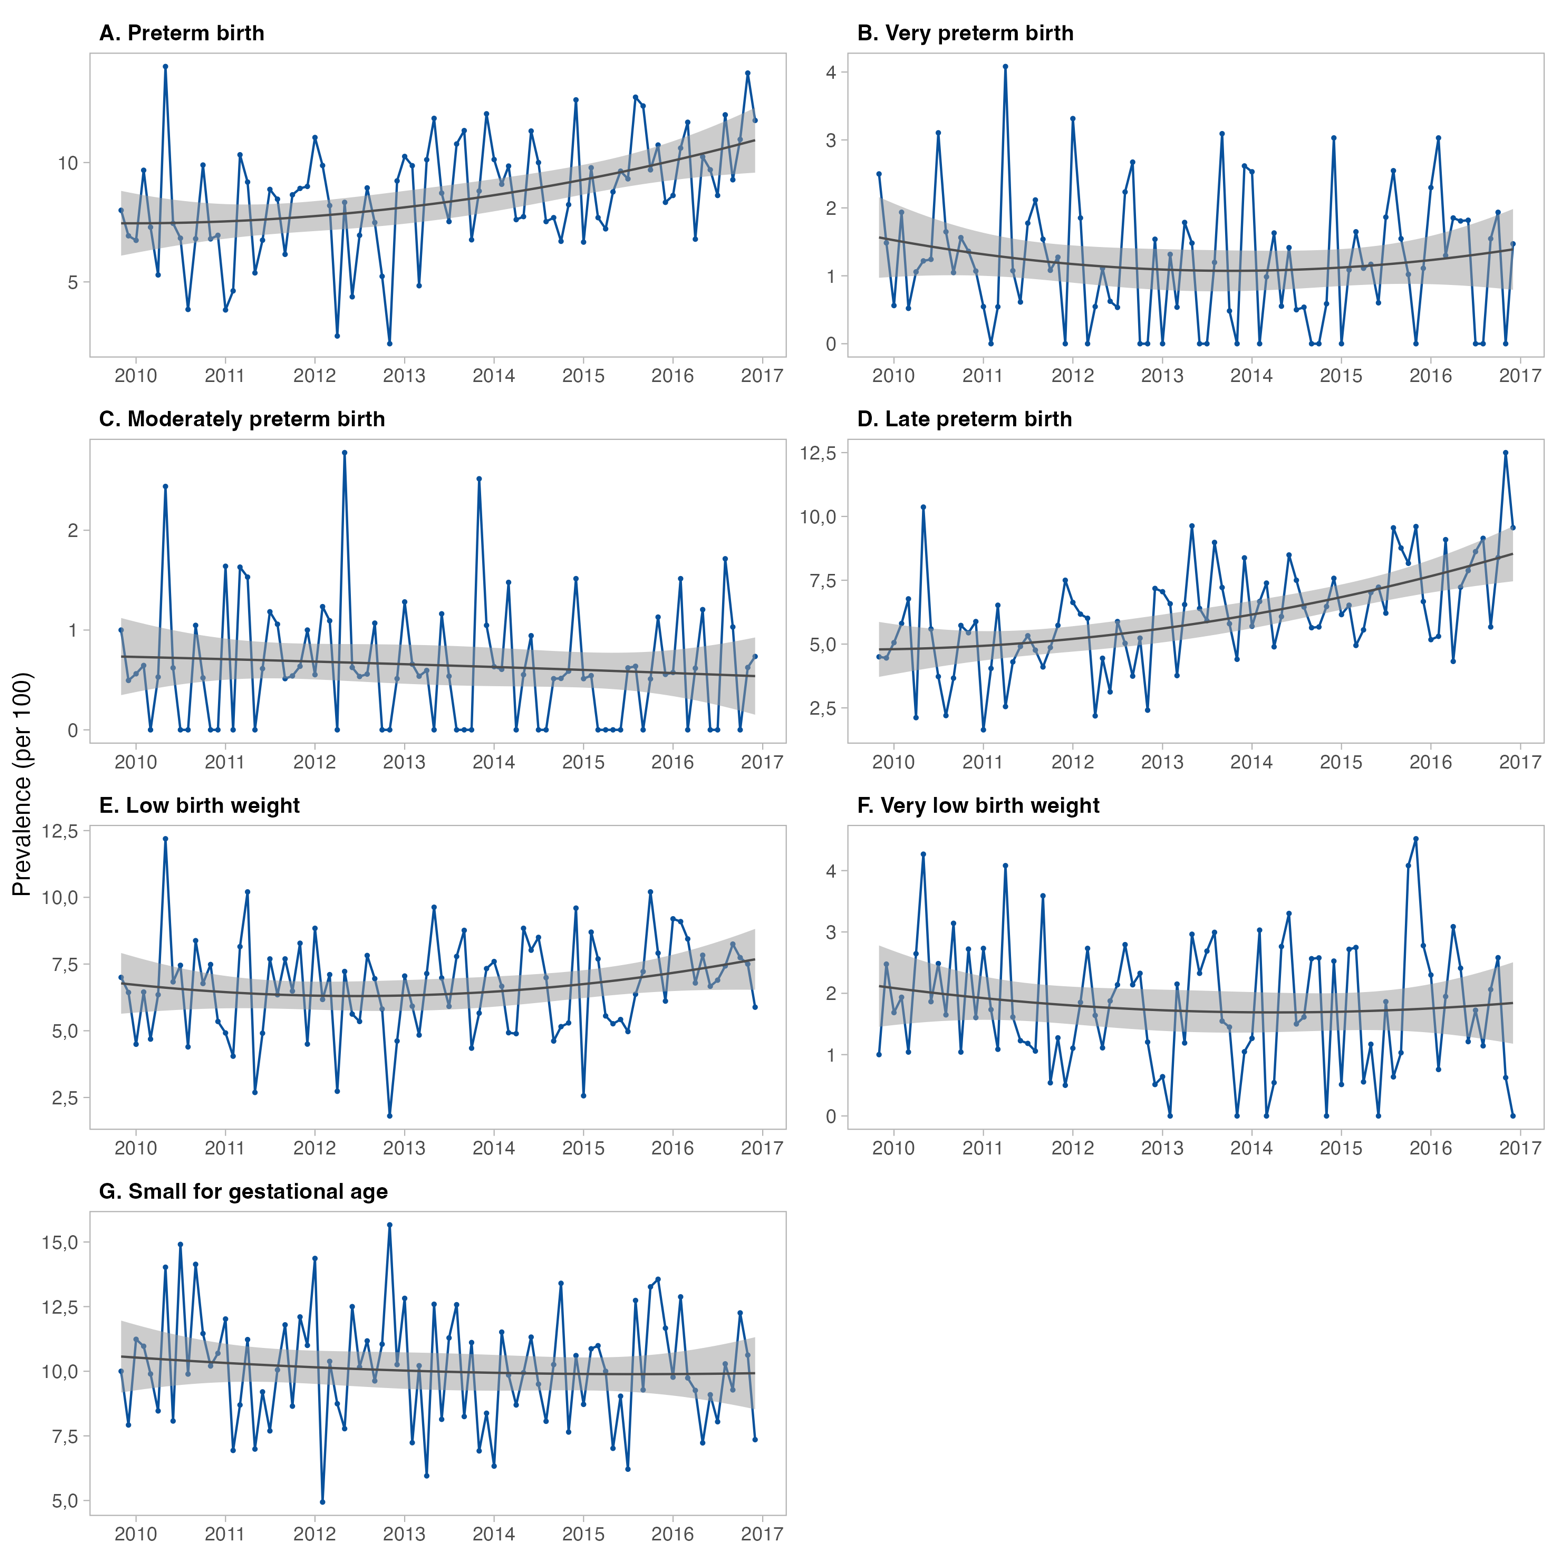 A. Preterm birth
10
5
2010 2011 2012 2013 2014 2015 2016 2017
B. Very preterm birth
4
3
2
1
0
2010 2011 2012 2013 2014 2015 2016 2017
C. Moderately preterm birth
2
1
0
2010 2011 2012 2013 2014 2015 2016 2017
D. Late preterm birth
12,5
10,0
7,5
5,0
2,5
2010 2011 2012 2013 2014 2015 2016 2017
Prevalence (per 100)
E. Low birth weight
12,5
10,0
7,5
5,0
2,5
2010 2011 2012 2013 2014 2015 2016 2017
F. Very low birth weight
4
3
2
1
0
2010 2011 2012 2013 2014 2015 2016 2017
G. Small for gestational age
15,0
12,5
10,0
7,5
5,0
2010 2011 2012 2013 2014 2015 2016 2017